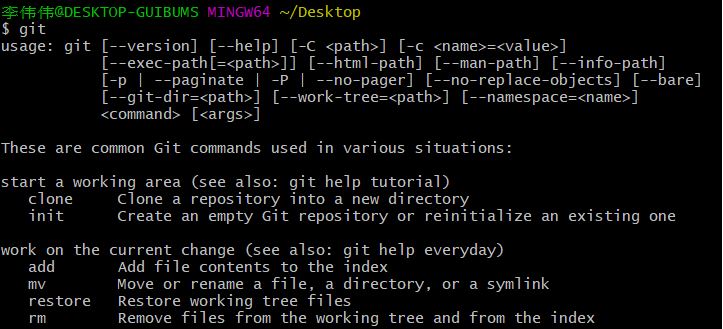 李伟伟@DESKTOP-GUIBUMS MINGW64 ~/Desktop
$ git
usage: git [--version] [--help] [-C <path>] [-c <name>=<value>]
           [--exec-path[=<path>]] [--html-path] [--man-path] [--info-path]
           [-p | --paginate | -P | --no-pager] [--no-replace-objects] [--bare]
           [--git-dir=<path>] [--work-tree=<path>] [--namespace=<name>]
           <command> [<args>]

These are common Git commands used in various situations:

start a working area (see also: git help tutorial)
   clone     Clone a repository into a new directory
   init      Create an empty Git repository or reinitialize an existing one

work on the current change (see also: git help everyday)
   add       Add file contents to the index
   mv        Move or rename a file, a directory, or a symlink
   restore   Restore working tree files
   rm        Remove files from the working tree and from the index